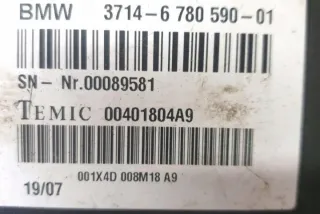 BMW 3714-6 780 590-01
SN- Nr.00089581
TEMIC 00401804A9
001X4D 008M18 A9
19/07